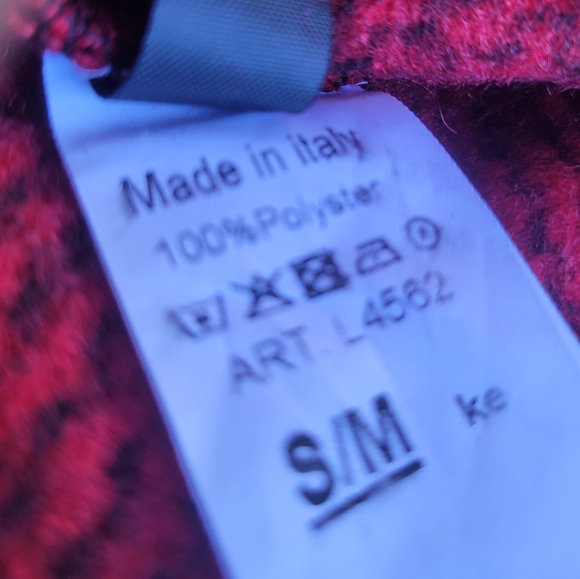 Made in italy
100%Polyster
ART. L4562
S/M ke